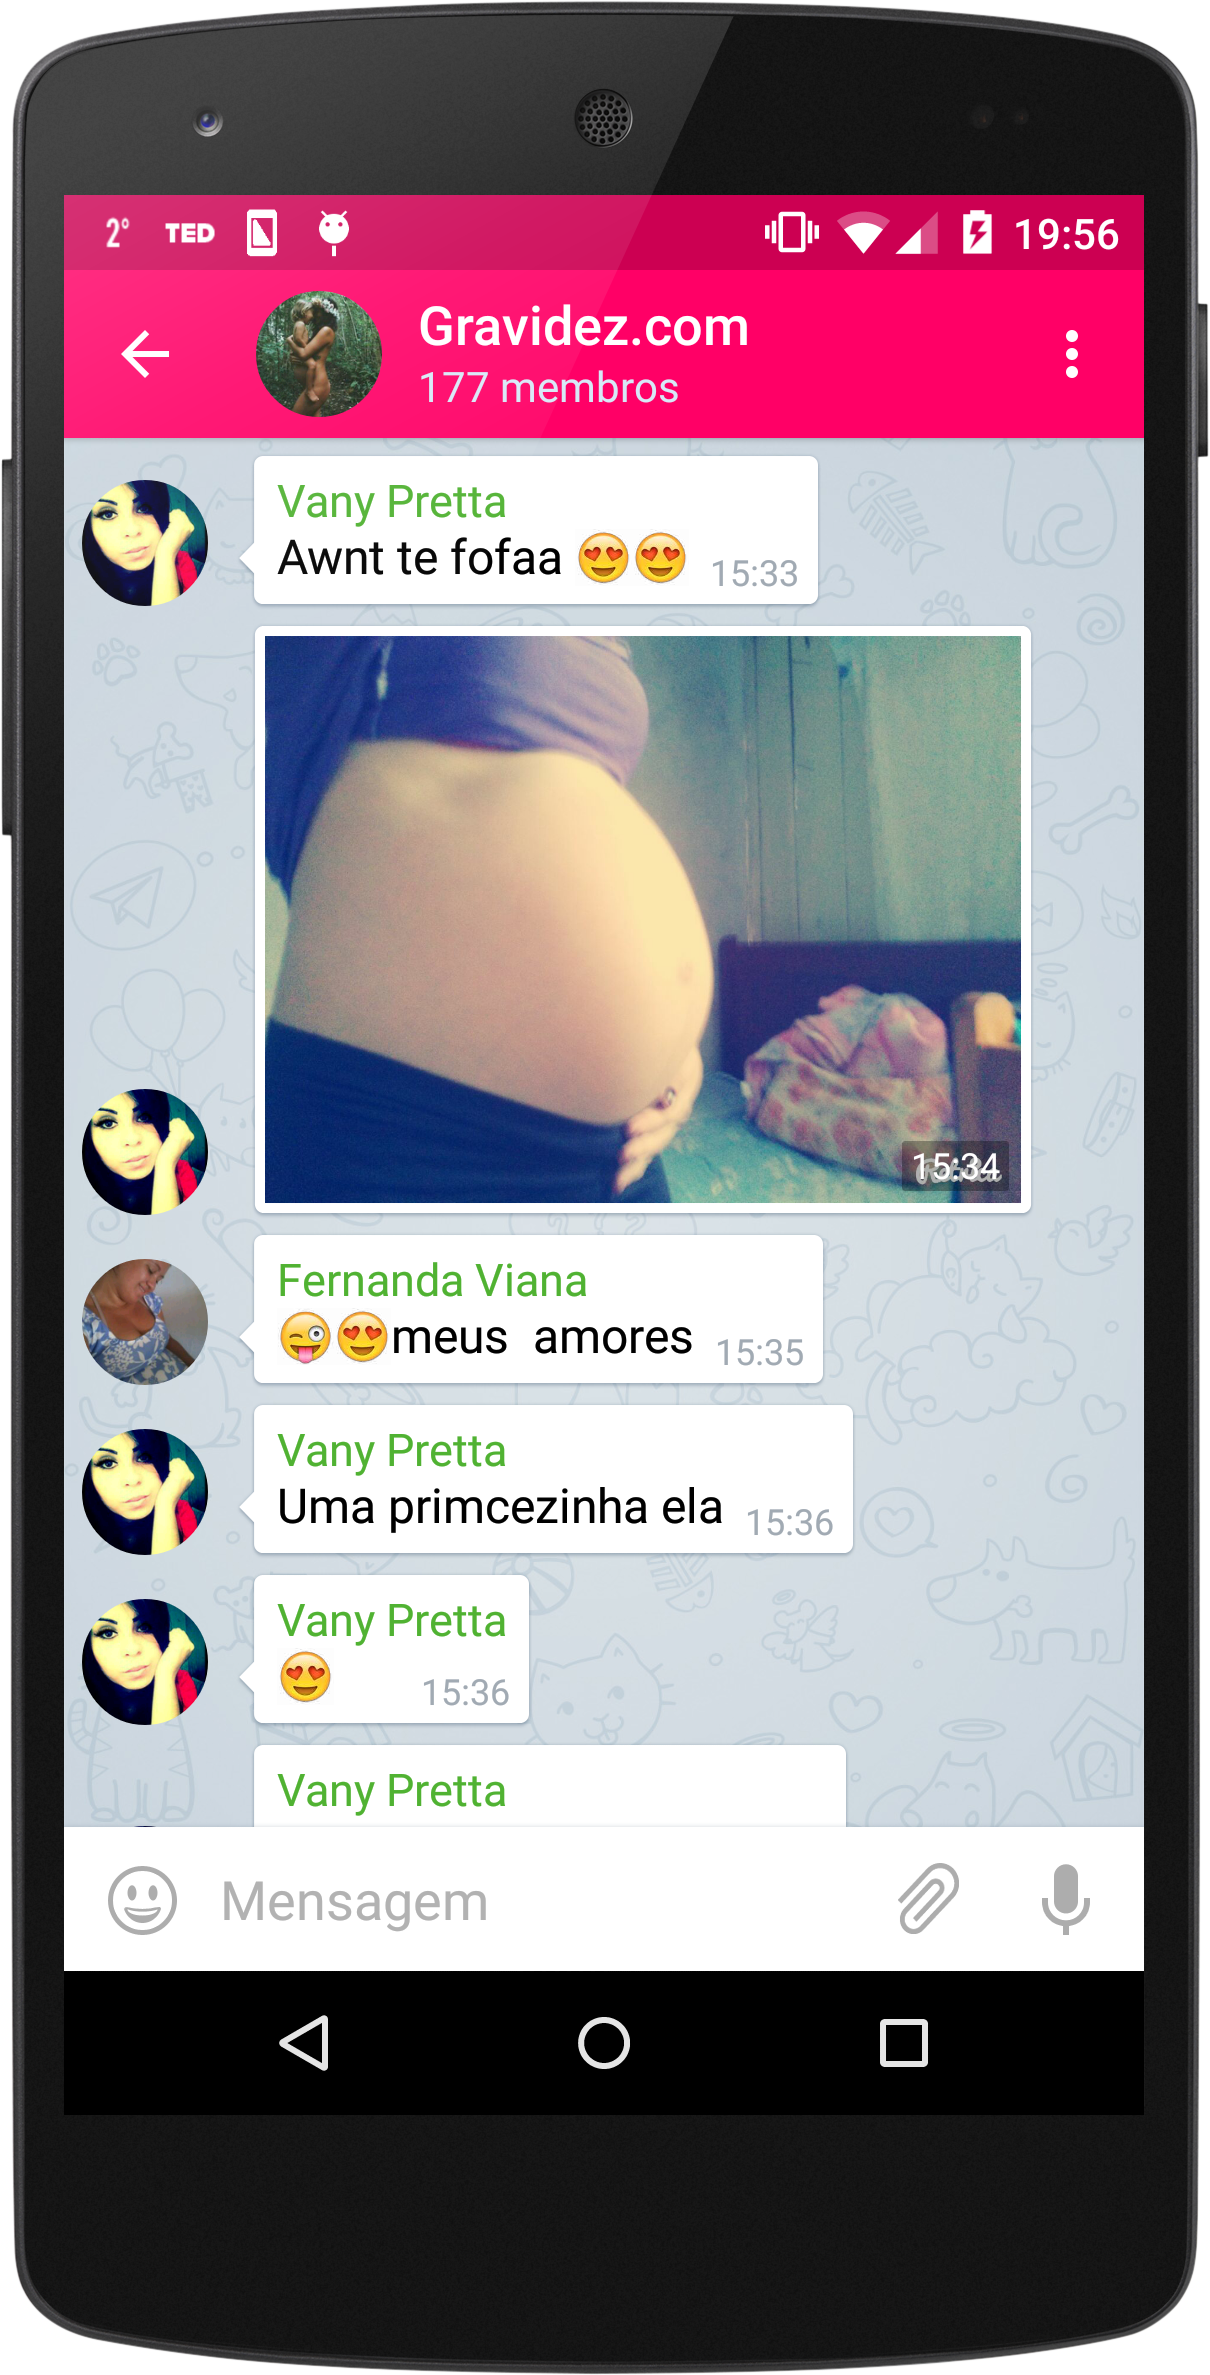 2° TED 19:56
Gravidez.com
177 membros
Vany Pretta
Awnt te fofaa 😍😍 15:33
15:34
Fernanda Viana
😜😍meus  amores 15:35
Vany Pretta
Uma primcezinha ela 15:36
Vany Pretta
😍 15:36
Vany Pretta
Mensagem